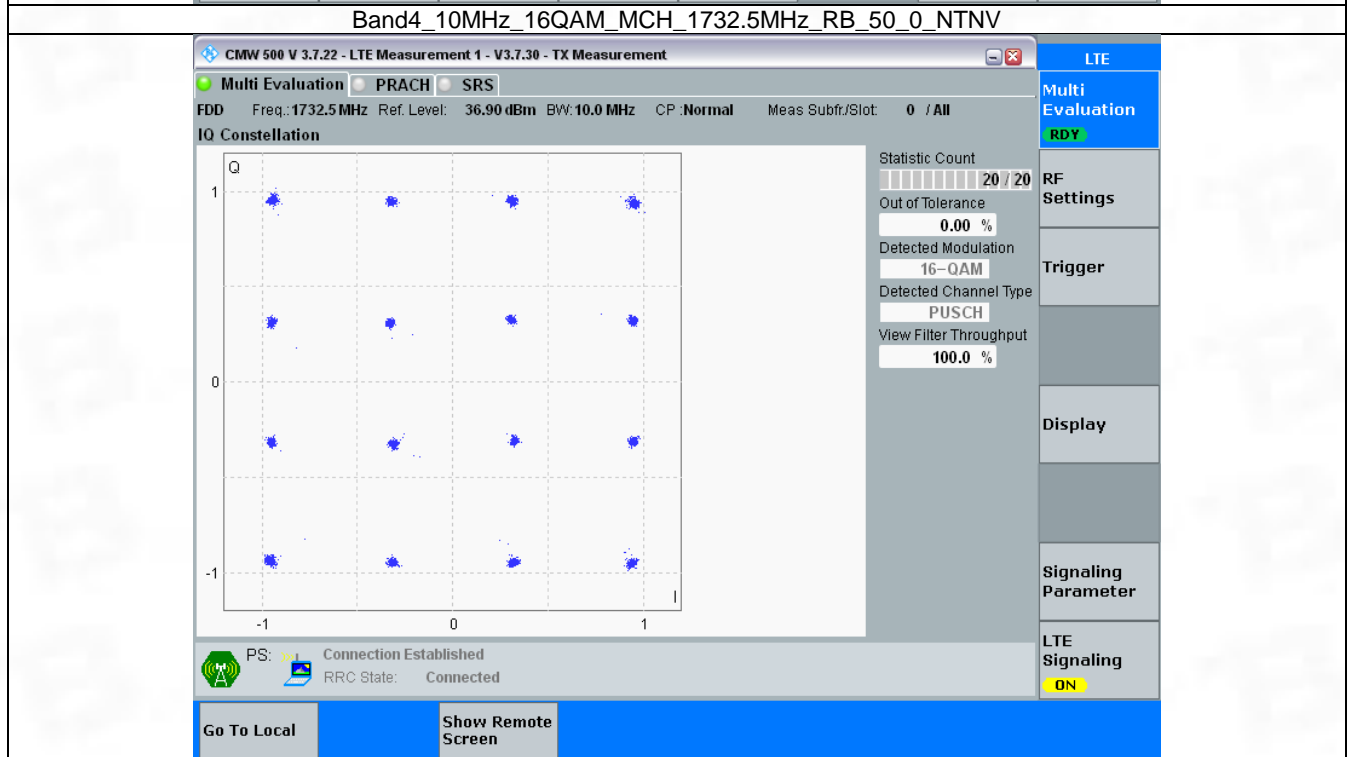 Band4_10MHz_16QAM_MCH_1732.5MHz_RB_50_0_NTNV
CMW 500 V 3.7.22 - LTE Measurement 1 - V3.7.30 - TX Measurement
LTE
Multi Evaluation PRACH SRS
Multi
Evaluation
RDY
FDD Freq.: 1732.5 MHz Ref. Level: 36.90 dBm BW: 10.0 MHz CP : Normal Meas Subfr./Slot: 0 / All
IQ Constellation
Q
1
0
-1
I
-1 0 1
Statistic Count
20 / 20
Out of Tolerance
0.00 %
Detected Modulation
16-QAM
Detected Channel Type
PUSCH
View Filter Throughput
100.0 %
RF
Settings
Trigger
Display
Signaling
Parameter
LTE
Signaling
ON
PS: Connection Established
RRC State: Connected
Go To Local
Show Remote
Screen